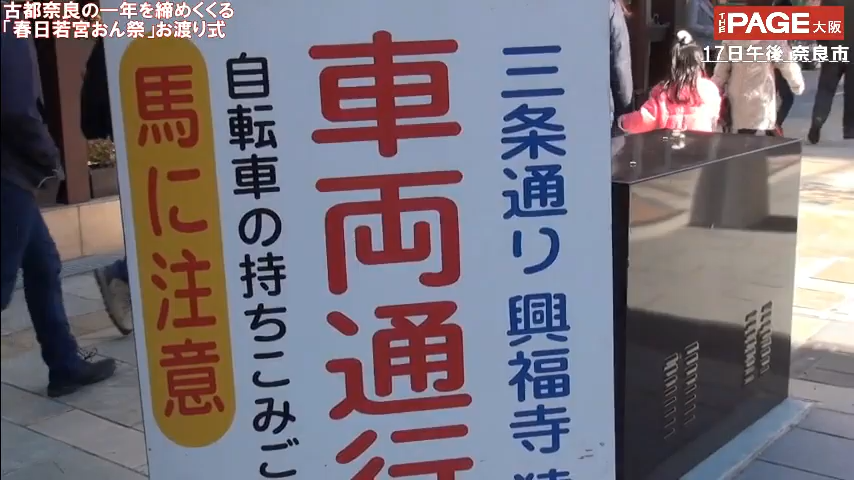 古都奈良の一年を締めくくる
「春日若宮おん祭」お渡り式
THE PAGE 大阪
17日午後 奈良市
三条通り 興福寺
車両通行
自転車の持ちこみご
馬に注意